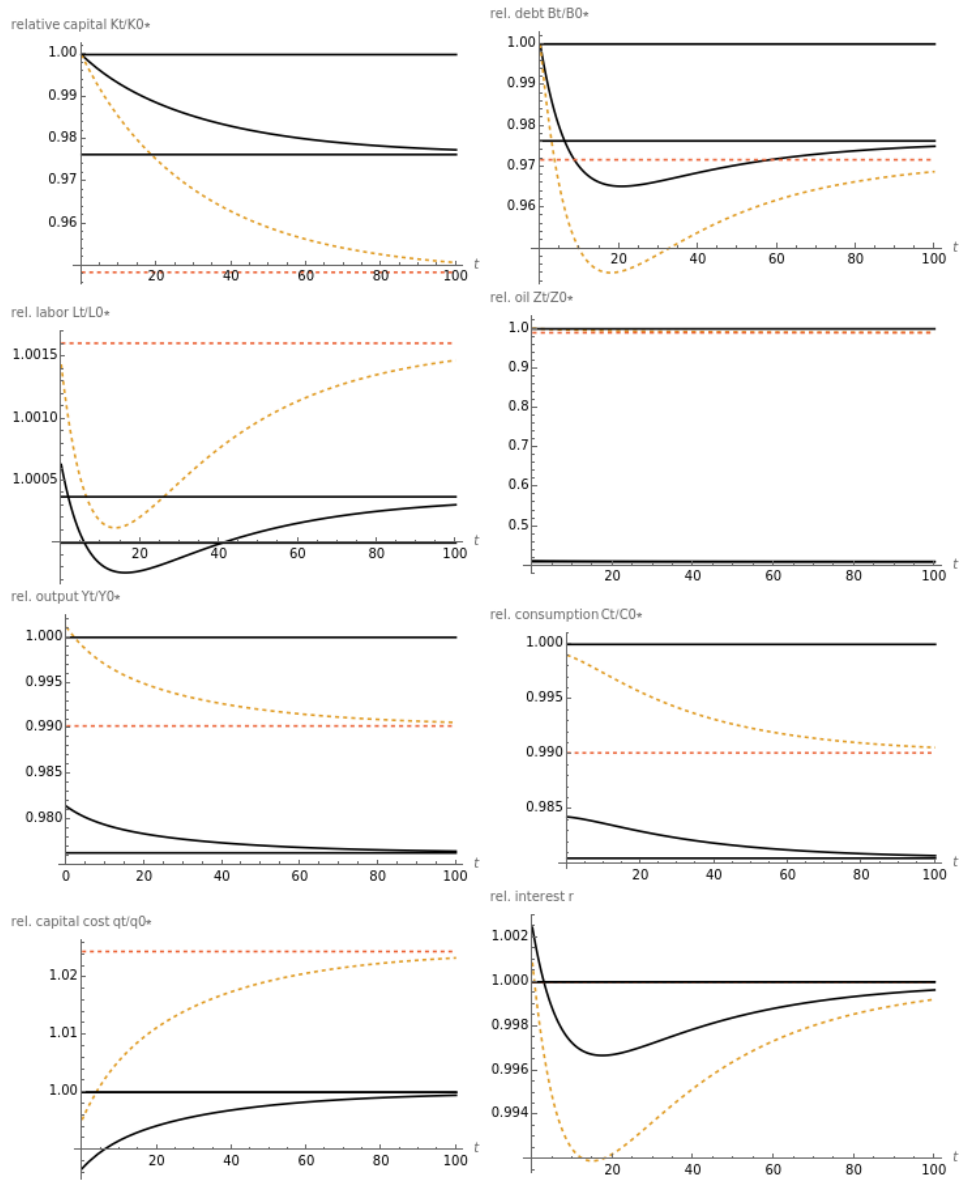 relative capital Kt/K0*
1.00
0.99
0.98
0.97
0.96
20 40 60 80 100 t
rel. debt Bt/B0*
1.00
0.99
0.98
0.97
0.96
20 40 60 80 100 t
rel. labor Lt/L0*
1.0015
1.0010
1.0005
20 40 60 80 100 t
rel. oil Zt/Z0*
1.0
0.9
0.8
0.7
0.6
0.5
20 40 60 80 100 t
rel. output Yt/Y0*
1.000
0.995
0.990
0.985
0.980
0 20 40 60 80 100 t
rel. consumption Ct/C0*
1.000
0.995
0.990
0.985
20 40 60 80 100 t
rel. capital cost qt/q0*
1.02
1.01
1.00
20 40 60 80 100 t
rel. interest r
1.002
1.000
0.998
0.996
0.994
20 40 60 80 100 t